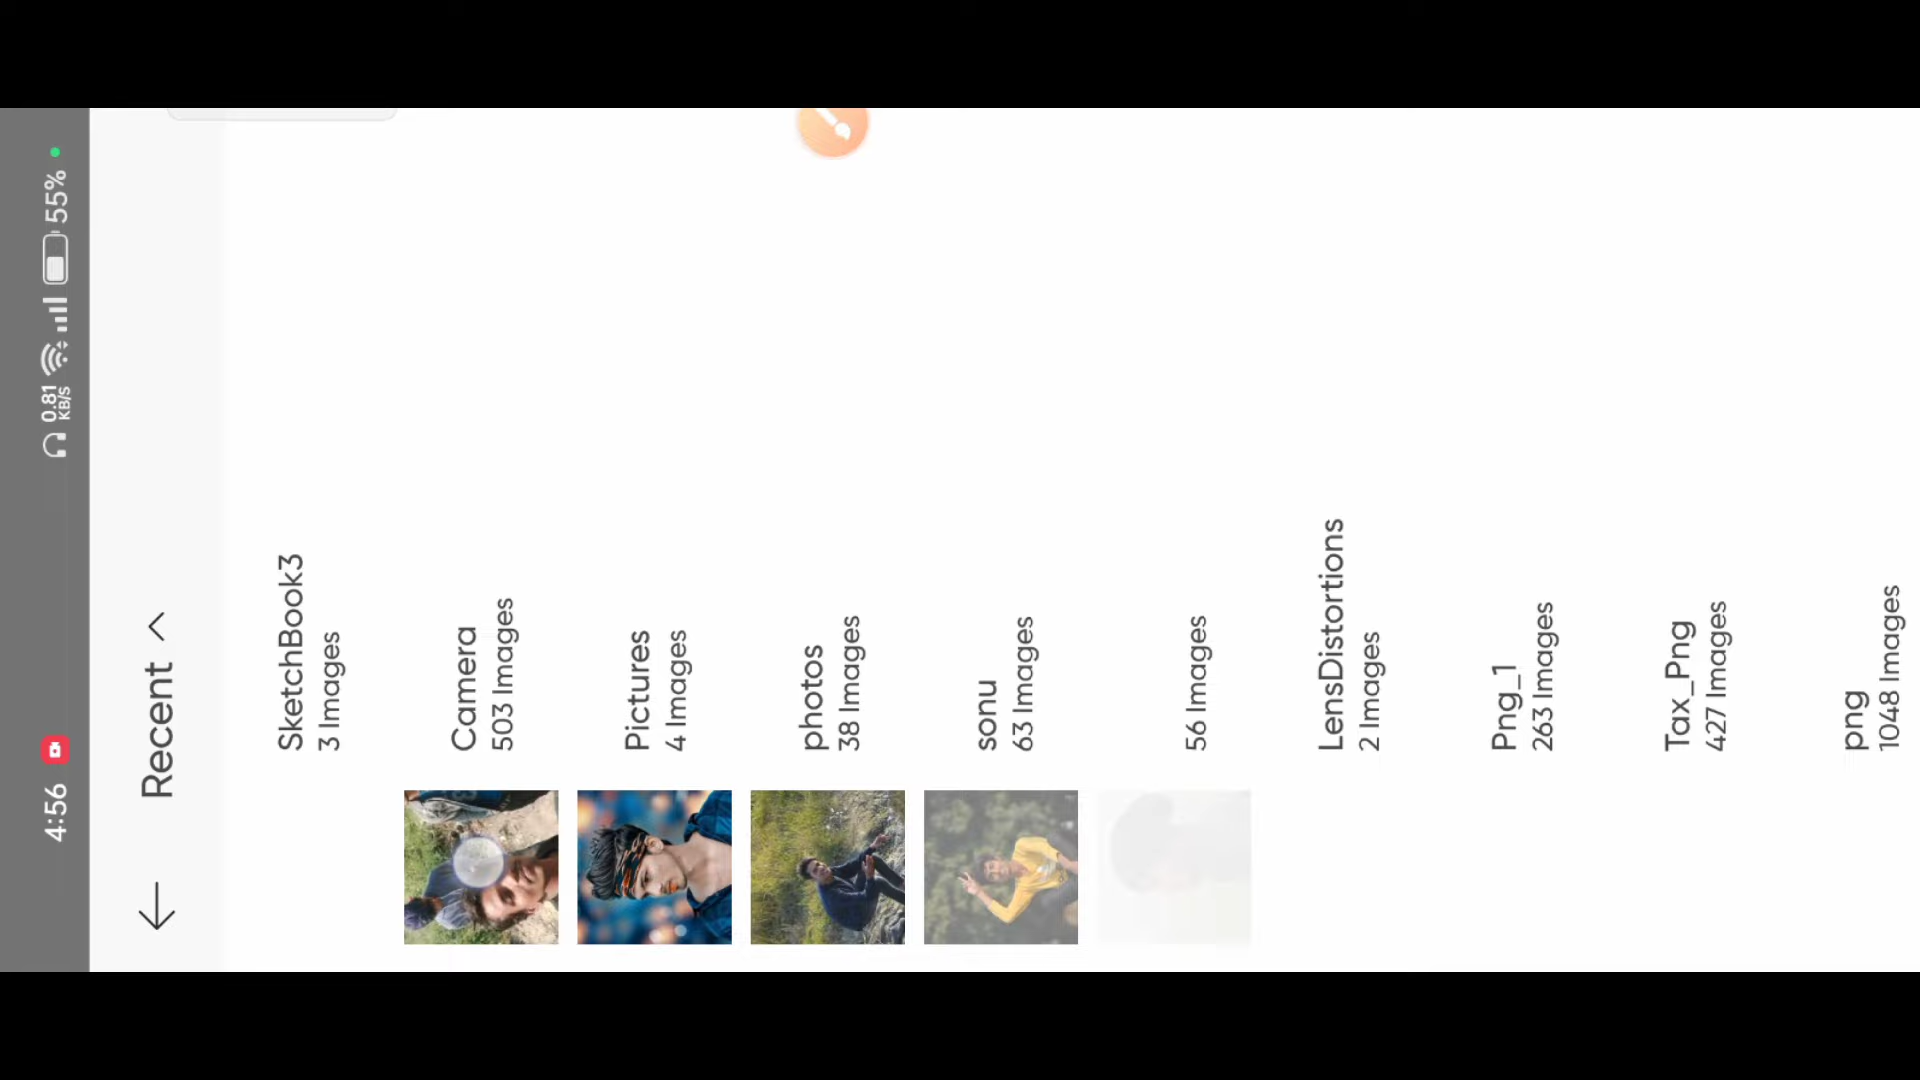 4:56
0.81
KB/S
55%
Recent
SketchBook3
3 Images
Camera
503 Images
Pictures
4 Images
photos
38 Images
sonu
63 Images
56 Images
LensDistortions
2 Images
Png_1
263 Images
Tax_Png
427 Images
png
1048 Images